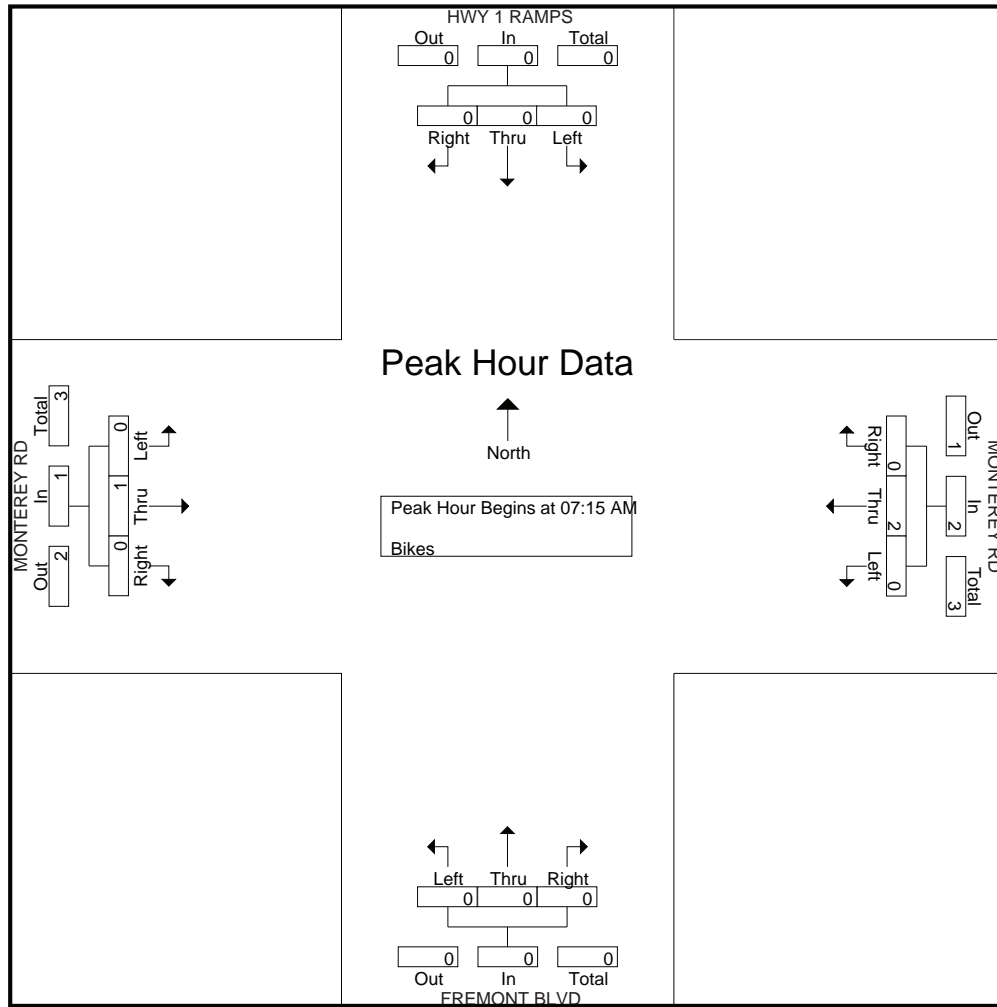 HWY 1 RAMPS
Out In Total
0 0 0
0 0 0
Right Thru Left
Peak Hour Data
North
Peak Hour Begins at 07:15 AM
Bikes
MONTEREY RD
Out In Total
2 1 3
0 1 0
Right Thru Left
MONTEREY RD
Out In Total
1 2 3
0 2 0
Right Thru Left
Left Thru Right
0 0 0
0 0 0
Out In Total
FREMONT BLVD